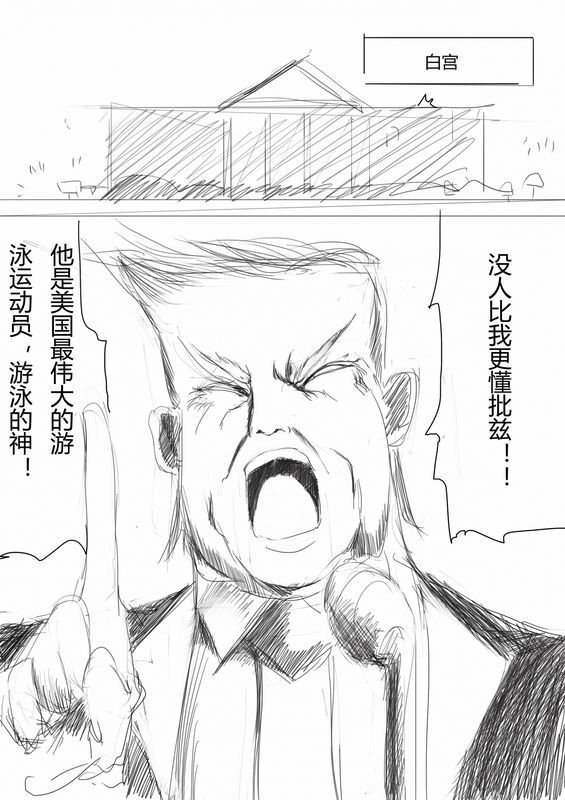 白宫
没人比我更懂批兹！！
他是美国最伟大的游
泳运动员，游泳的神！